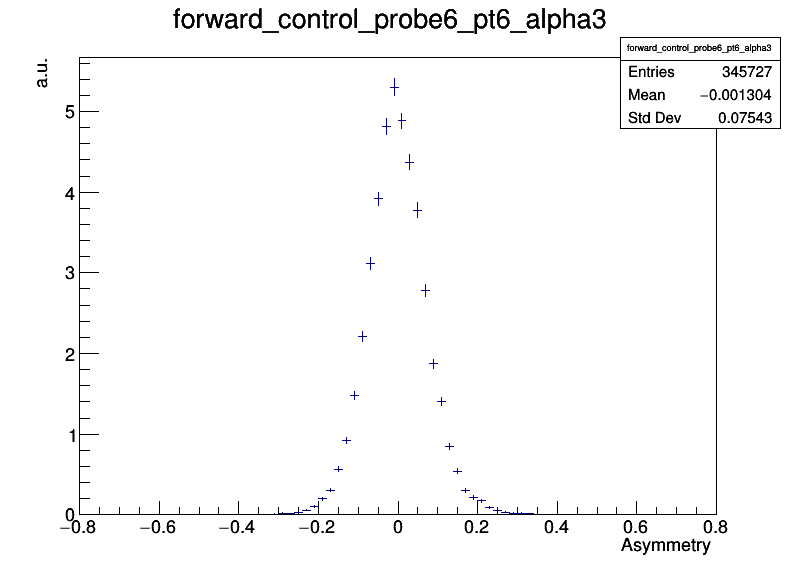 forward_control_probe6_pt6_alpha3
forward_control_probe6_pt6_alpha3
Entries 345727
Mean −0.001304
Std Dev 0.07543
a.u.
5
4
3
2
1
0
−0.8 −0.6 −0.4 −0.2 0 0.2 0.4 0.6 0.8
Asymmetry